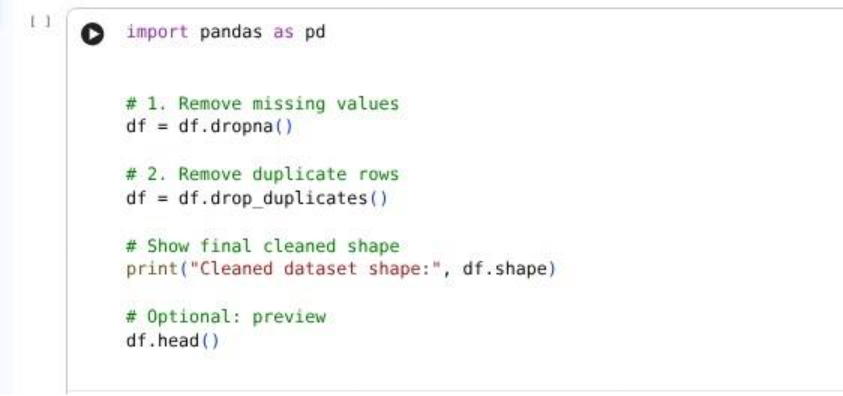 [ ]
import pandas as pd
# 1. Remove missing values
df = df.dropna()
# 2. Remove duplicate rows
df = df.drop_duplicates()
# Show final cleaned shape
print("Cleaned dataset shape:", df.shape)
# Optional: preview
df.head()